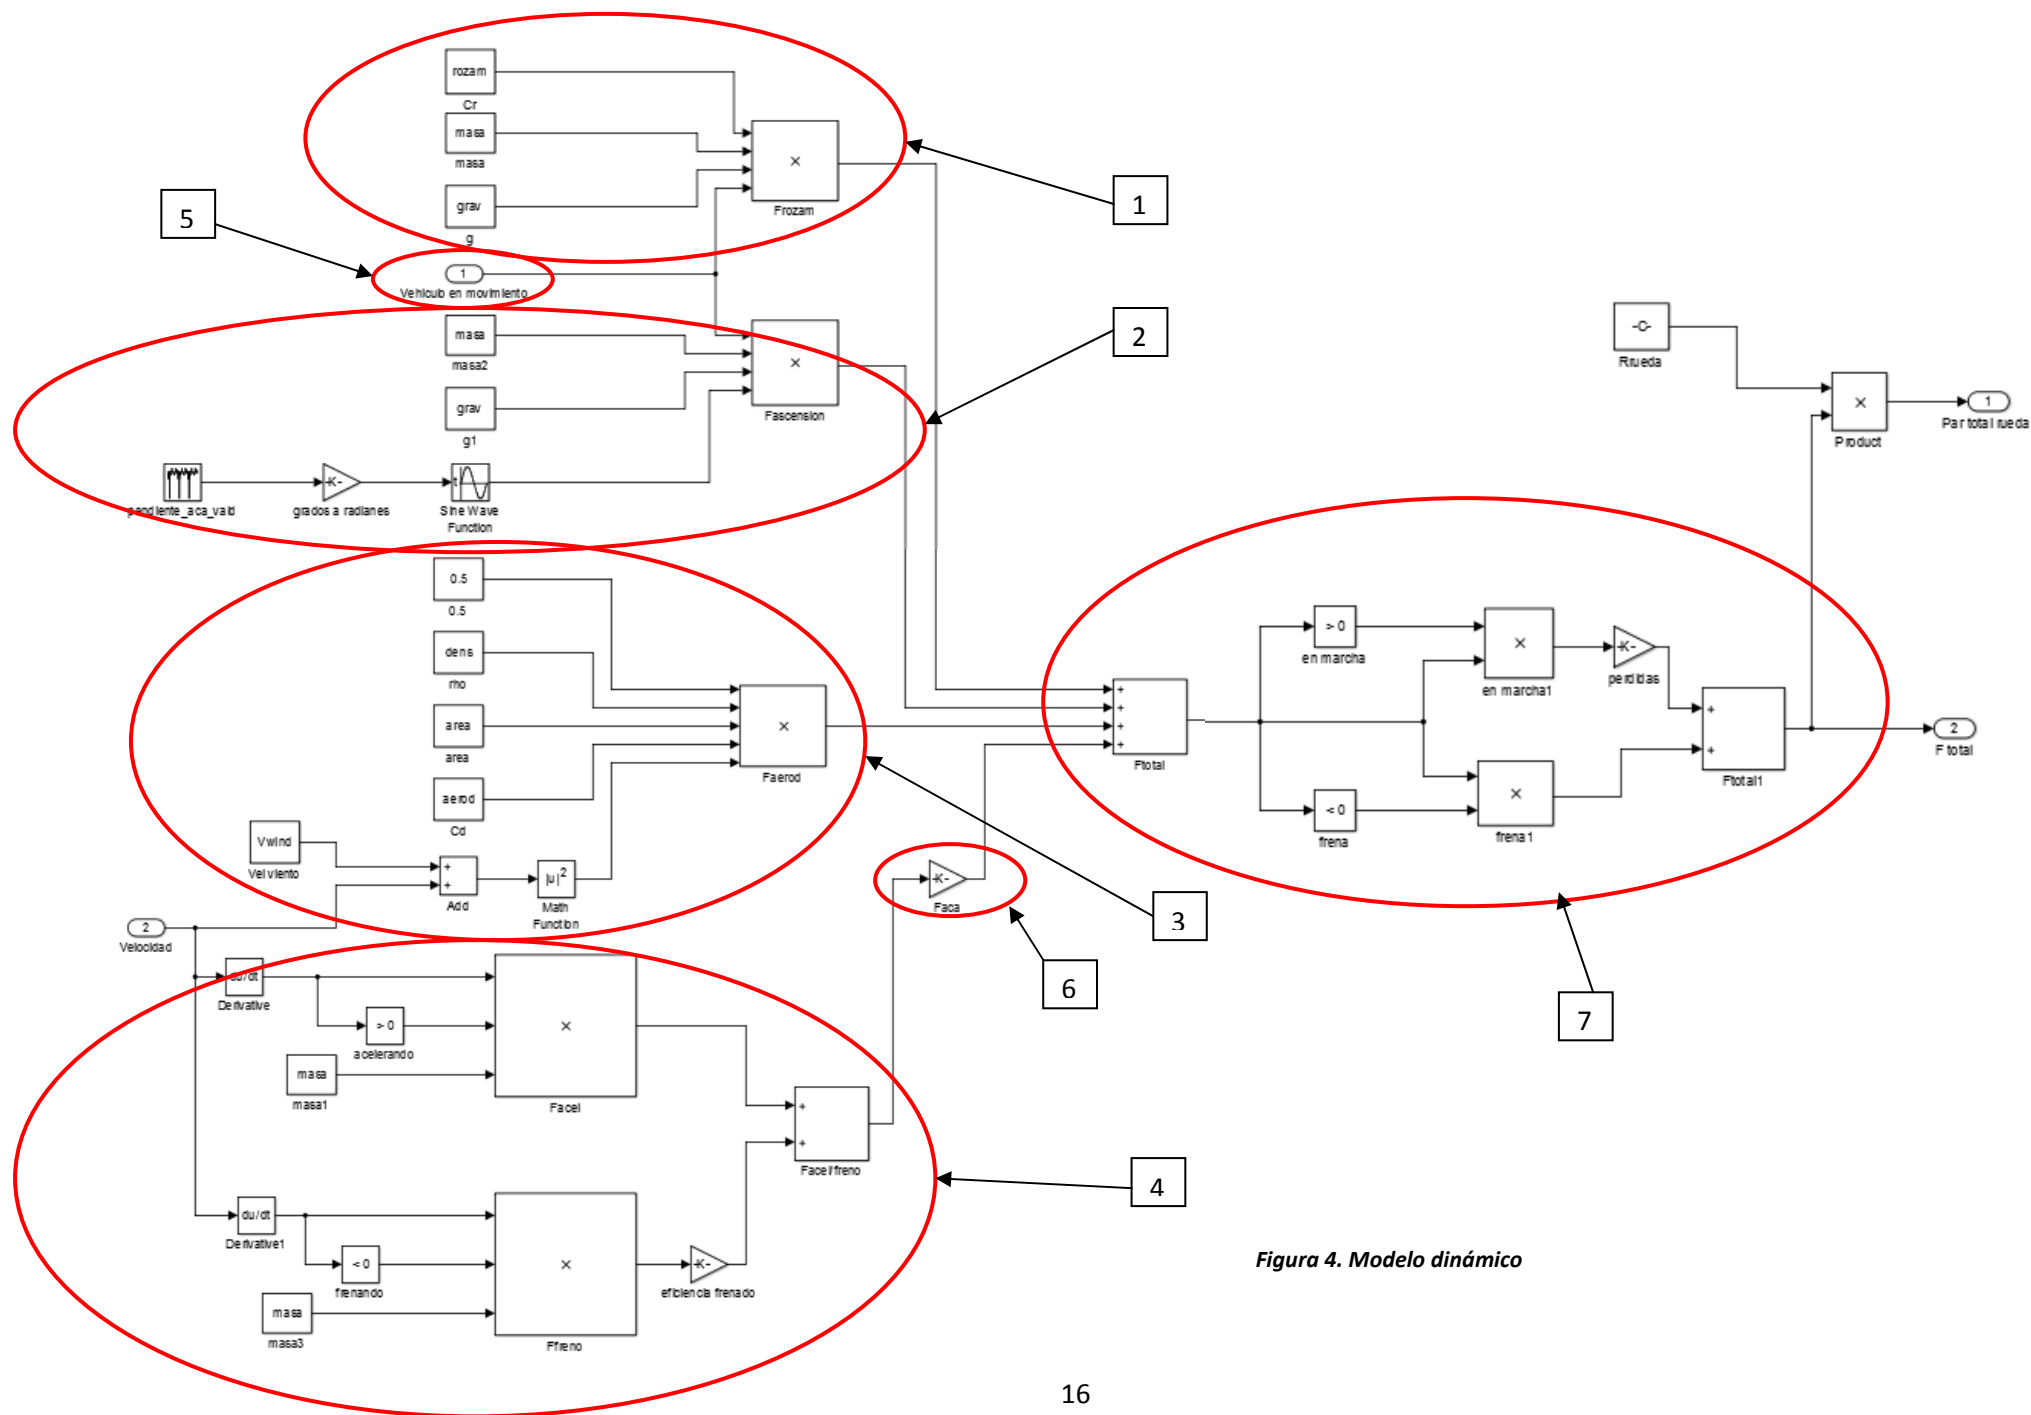 rozam
Cr
masa
masa
grav
g
×
Frozam
1
5
1
Vehiculo en movimiento
masa
masa2
grav
g1
×
Fascension
2
pendiente_aca_valid
-K-
grados a radianes
t
Sine Wave
Function
0.5
0.5
dens
rho
area
area
aerod
Cd
×
Faerod
Vwind
Vel viento
+
+
Add
|u|²
Math
Function
3
2
Velocidad
du/dt
Derivative
> 0
acelerando
masa
masa1
×
Facel
du/dt
Derivative1
< 0
frenando
masa
masa3
×
Ffreno
-K-
eficiencia frenado
+
+
Facel/freno
4
-K-
Faca
6
+
+
+
+
Ftotal
> 0
en marcha
×
en marcha1
-K-
perdidas
< 0
frena
×
frena1
+
+
Ftotal1
7
-C-
Rrueda
×
Product
1
Par total rueda
2
F total
Figura 4. Modelo dinámico
16